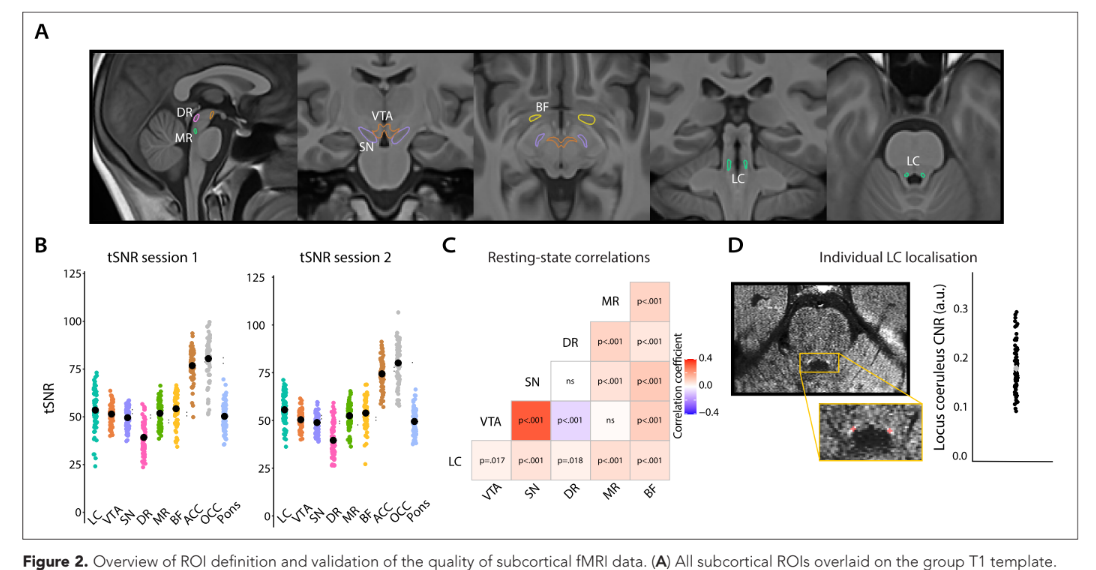 A
DR
MR
VTA
SN
BF
LC
LC
B
tSNR session 1
tSNR session 2
tSNR
125
100
75
50
25
0
LC VTA SN DR MR BF ACC OCC Pons
125
100
75
50
25
0
LC VTA SN DR MR BF ACC OCC Pons
C
Resting-state correlations
MR p<.001
DR p<.001 p<.001
SN ns p<.001 p<.001
VTA p<.001 p<.001 ns p<.001
LC p=.017 p<.001 p=.018 p<.001 p<.001
VTA SN DR MR BF
Correlation coefficient
0.4
0.0
−0.4
D
Individual LC localisation
Locus coeruleus CNR (a.u.)
0.3
0.2
0.1
0.0
Figure 2. Overview of ROI definition and validation of the quality of subcortical fMRI data. (A) All subcortical ROIs overlaid on the group T1 template.